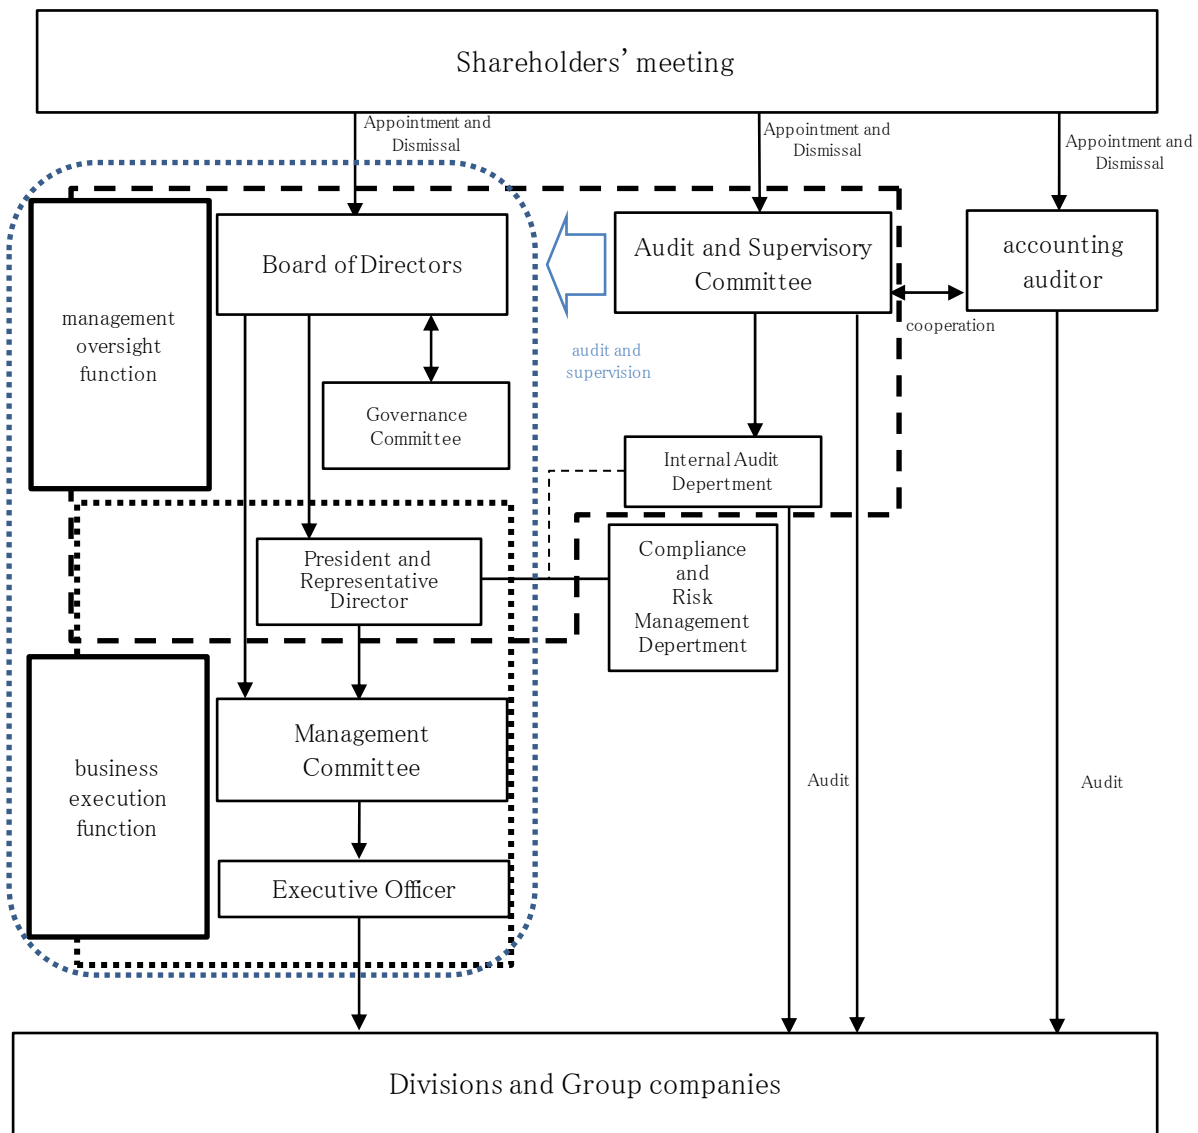 Shareholders' meeting
Appointment and
Dismissal
Appointment and
Dismissal
Appointment and
Dismissal
management
oversight
function
Board of Directors
Audit and Supervisory
Committee
accounting
auditor
cooperation
audit and
supervision
Governance
Committee
Internal Audit
Depertment
President and
Representative
Director
Compliance
and
Risk
Management
Depertment
business
execution
function
Management
Committee
Audit
Audit
Executive Officer
Divisions and Group companies